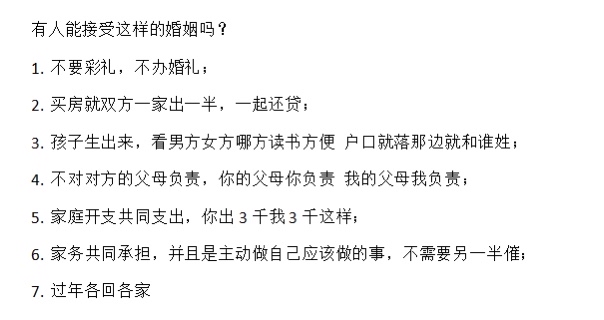 有人能接受这样的婚姻吗？
1. 不要彩礼，不办婚礼；
2. 买房就双方一家出一半，一起还贷；
3. 孩子生出来，看男方女方哪方读书方便 户口就落那边就和谁姓；
4. 不对对方的父母负责，你的父母你负责 我的父母我负责；
5. 家庭开支共同支出，你出 3 千我 3 千这样；
6. 家务共同承担，并且是主动做自己应该做的事，不需要另一半催；
7. 过年各回各家